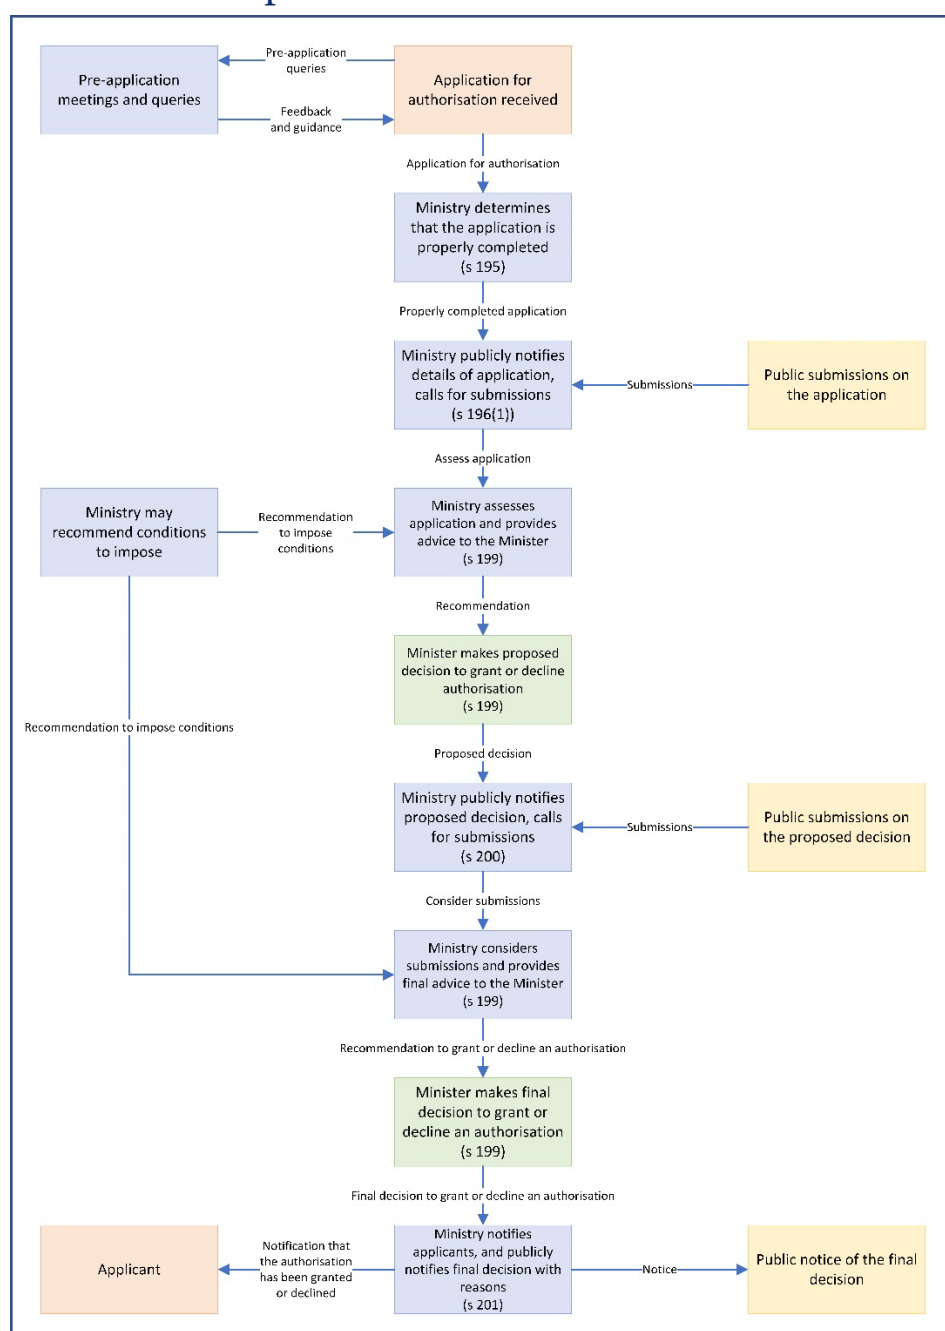 Pre-application
queries
Pre-application
meetings and queries
Application for
authorisation received
Feedback
and guidance
Application for authorisation
Ministry determines
that the application is
properly completed
(s 195)
Properly completed application
Ministry publicly notifies
details of application,
calls for submissions
(s 196(1))
Submissions
Public submissions on
the application
Assess application
Ministry may
recommend conditions
to impose
Recommendation
to impose
conditions
Ministry assesses
application and provides
advice to the Minister
(s 199)
Recommendation
Minister makes proposed
decision to grant or decline
authorisation
(s 199)
Recommendation to impose conditions
Proposed decision
Ministry publicly notifies
proposed decision, calls
for submissions
(s 200)
Submissions
Public submissions on
the proposed decision
Consider submissions
Ministry considers
submissions and provides
final advice to the Minister
(s 199)
Recommendation to grant or decline an authorisation
Minister makes final
decision to grant or
decline an authorisation
(s 199)
Final decision to grant or decline an authorisation
Applicant
Notification that
the authorisation
has been granted
or declined
Ministry notifies
applicants, and publicly
notifies final decision with
reasons
(s 201)
Notice
Public notice of the final
decision